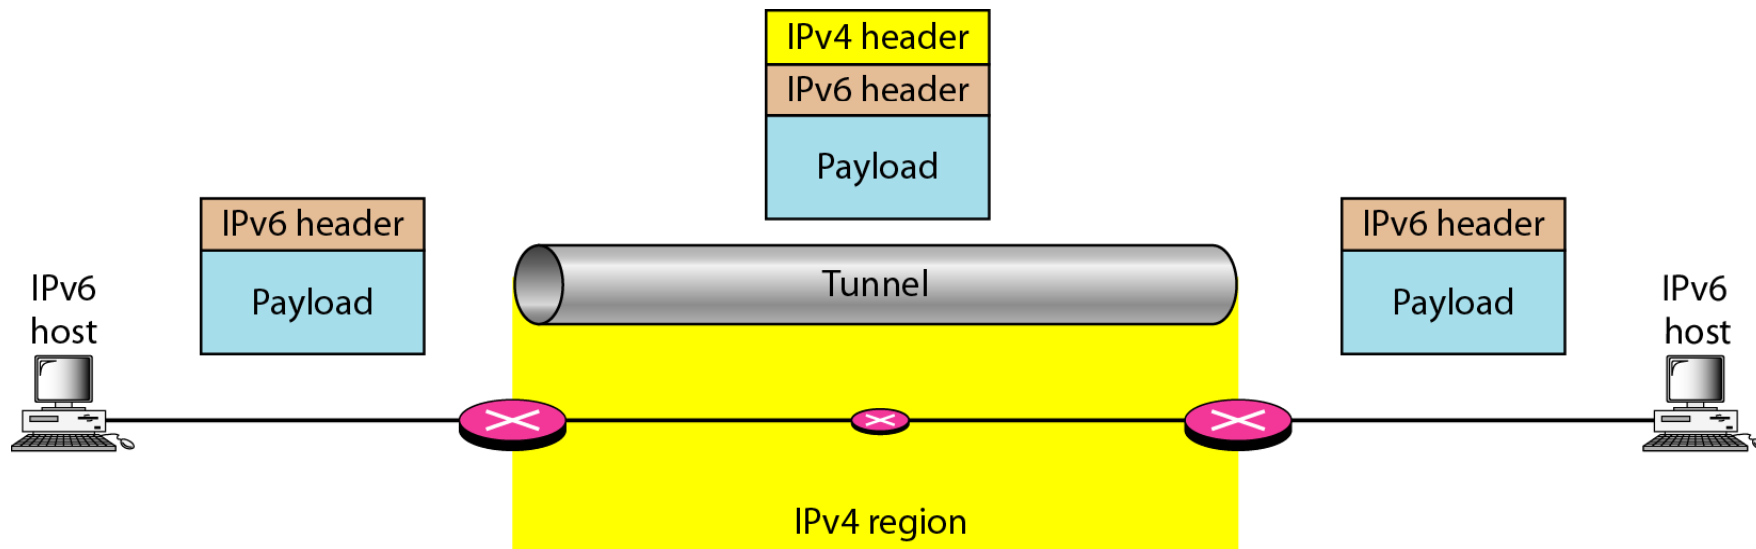 IPv4 header
IPv6 header
Payload
IPv6 header
Payload
IPv6 header
Payload
IPv6
host
Tunnel
IPv6
host
IPv4 region